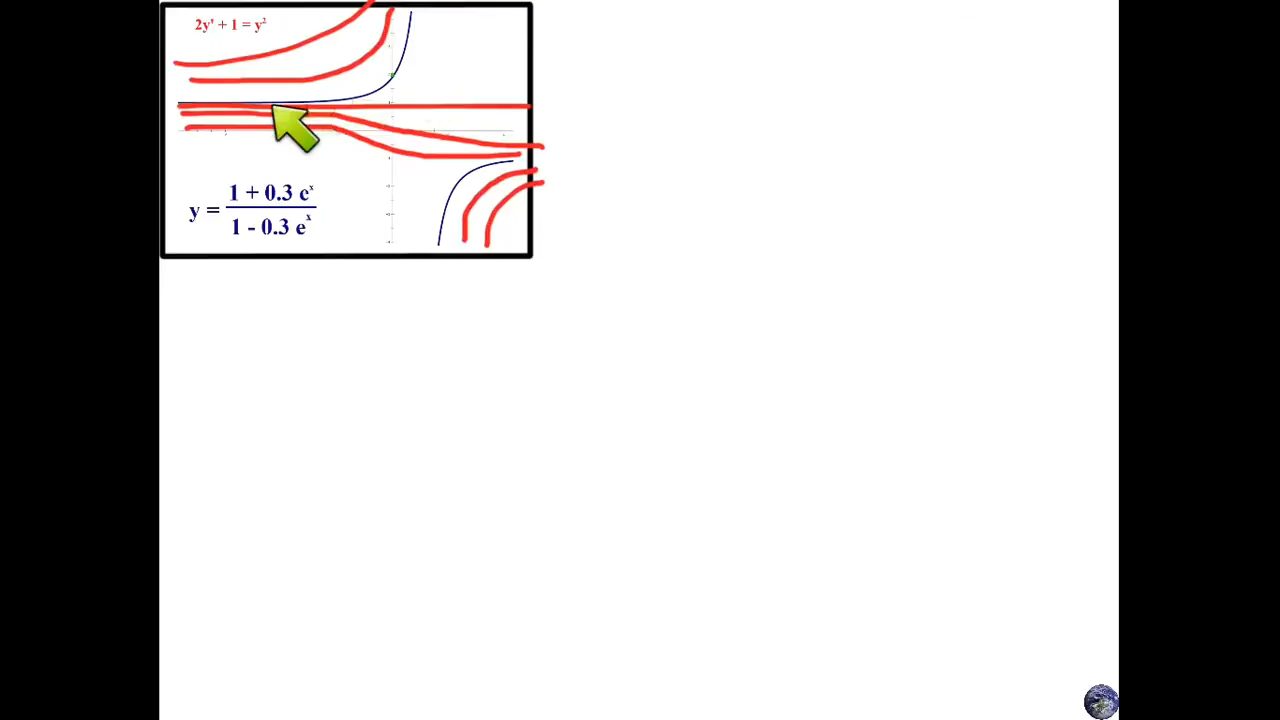 2y' + 1 = y²
y = 1 + 0.3 eˣ
1 - 0.3 eˣ